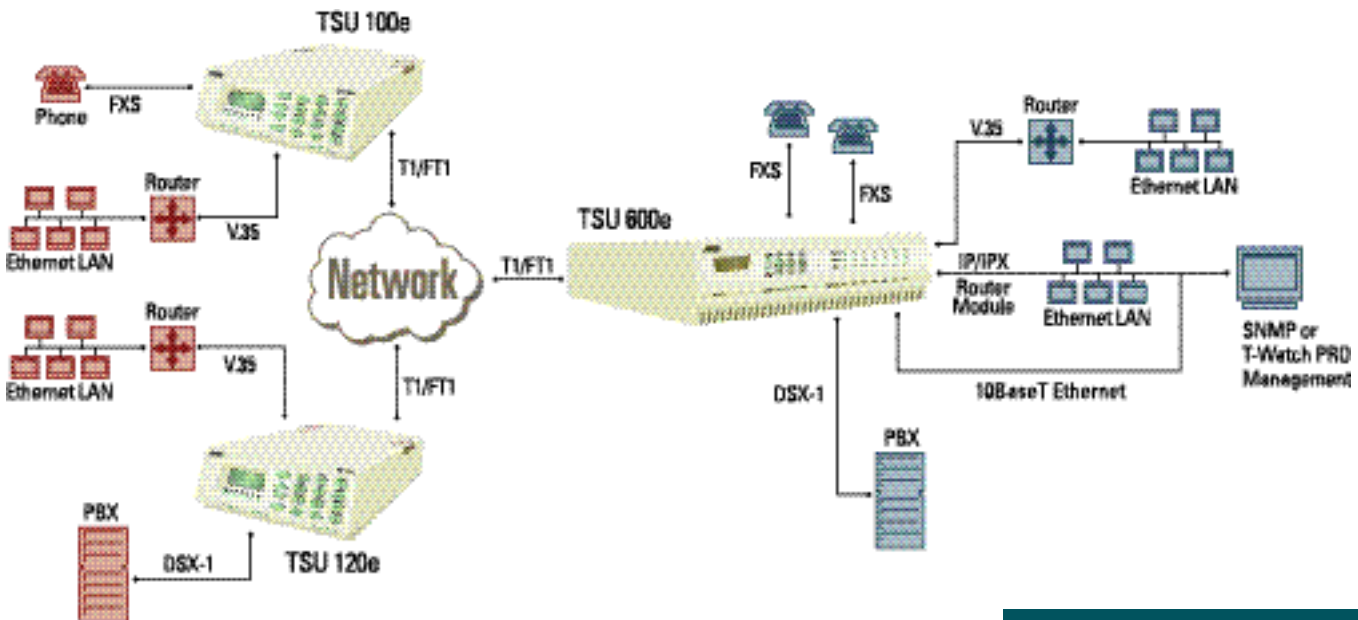 TSU 100e
Phone
FXS
T1/FT1
Router
V.35
Ethernet LAN
Network
Router
V.35
Ethernet LAN
T1/FT1
PBX
DSX-1
TSU 120e
T1/FT1
TSU 600e
FXS
FXS
V.35
Router
Ethernet LAN
IP/IPX
Router
Module
Ethernet LAN
SNMP or
T-Watch PRO
Management
10BaseT Ethernet
DSX-1
PBX